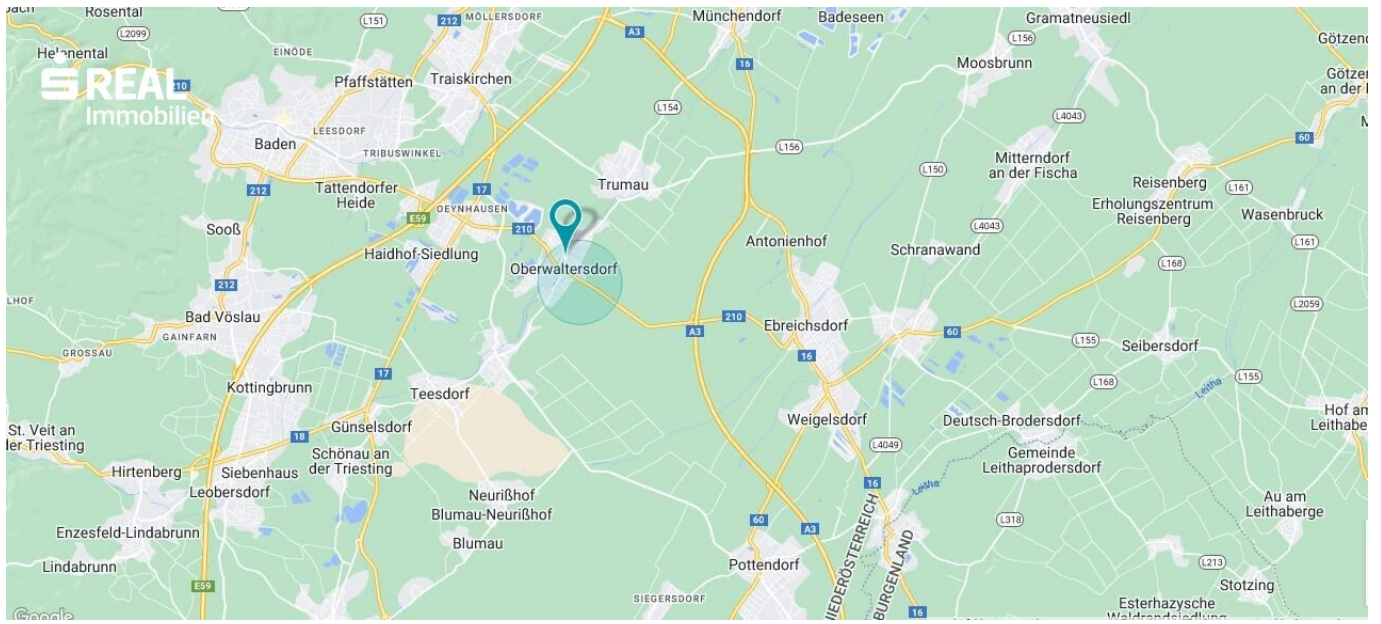 Rosental
L2099
L151
212
MÖLLERSDORF
A3
Münchendorf
Badeseen
Gramatneusiedl
L156
Helenental
EINÖDE
Moosbrunn
S REAL
Immobilien
210
Pfaffstätten
Traiskirchen
16
L154
LEESDORF
Baden
TRIBUSWINKEL
L156
L4043
60
Mitterndorf
an der Fischa
L150
212
Tattendorfer
Heide
17
Trumau
Reisenberg
L161
Erholungszentrum
Reisenberg
Wasenbruck
OEYNHAUSEN
E59
210
Sooß
Haidhof-Siedlung
Antonienhof
L4043
Schranawand
L161
L168
Oberwaltersdorf
212
L2059
Bad Vöslau
GAINFARN
GROSSAU
A3
210
Ebreichsdorf
60
L155
Seibersdorf
16
17
Kottingbrunn
Teesdorf
L168
L155
Leitha
St. Veit an
der Triesting
Günselsdorf
18
Weigelsdorf
Deutsch-Brodersdorf
Hof am
L4049
Gemeinde
Leithaprodersdorf
Schönau an
der Triesting
Hirtenberg
Siebenhaus
Leobersdorf
16
Leitha
Neurißhof
Blumau-Neurißhof
Au am
Leithaberge
60
A3
L318
Enzesfeld-Lindabrunn
Blumau
Lindabrunn
Pottendorf
NIEDERÖSTERREICH
BURGENLAND
L213
Stotzing
E59
SIEGERSDORF
16
Esterhazysche
Google